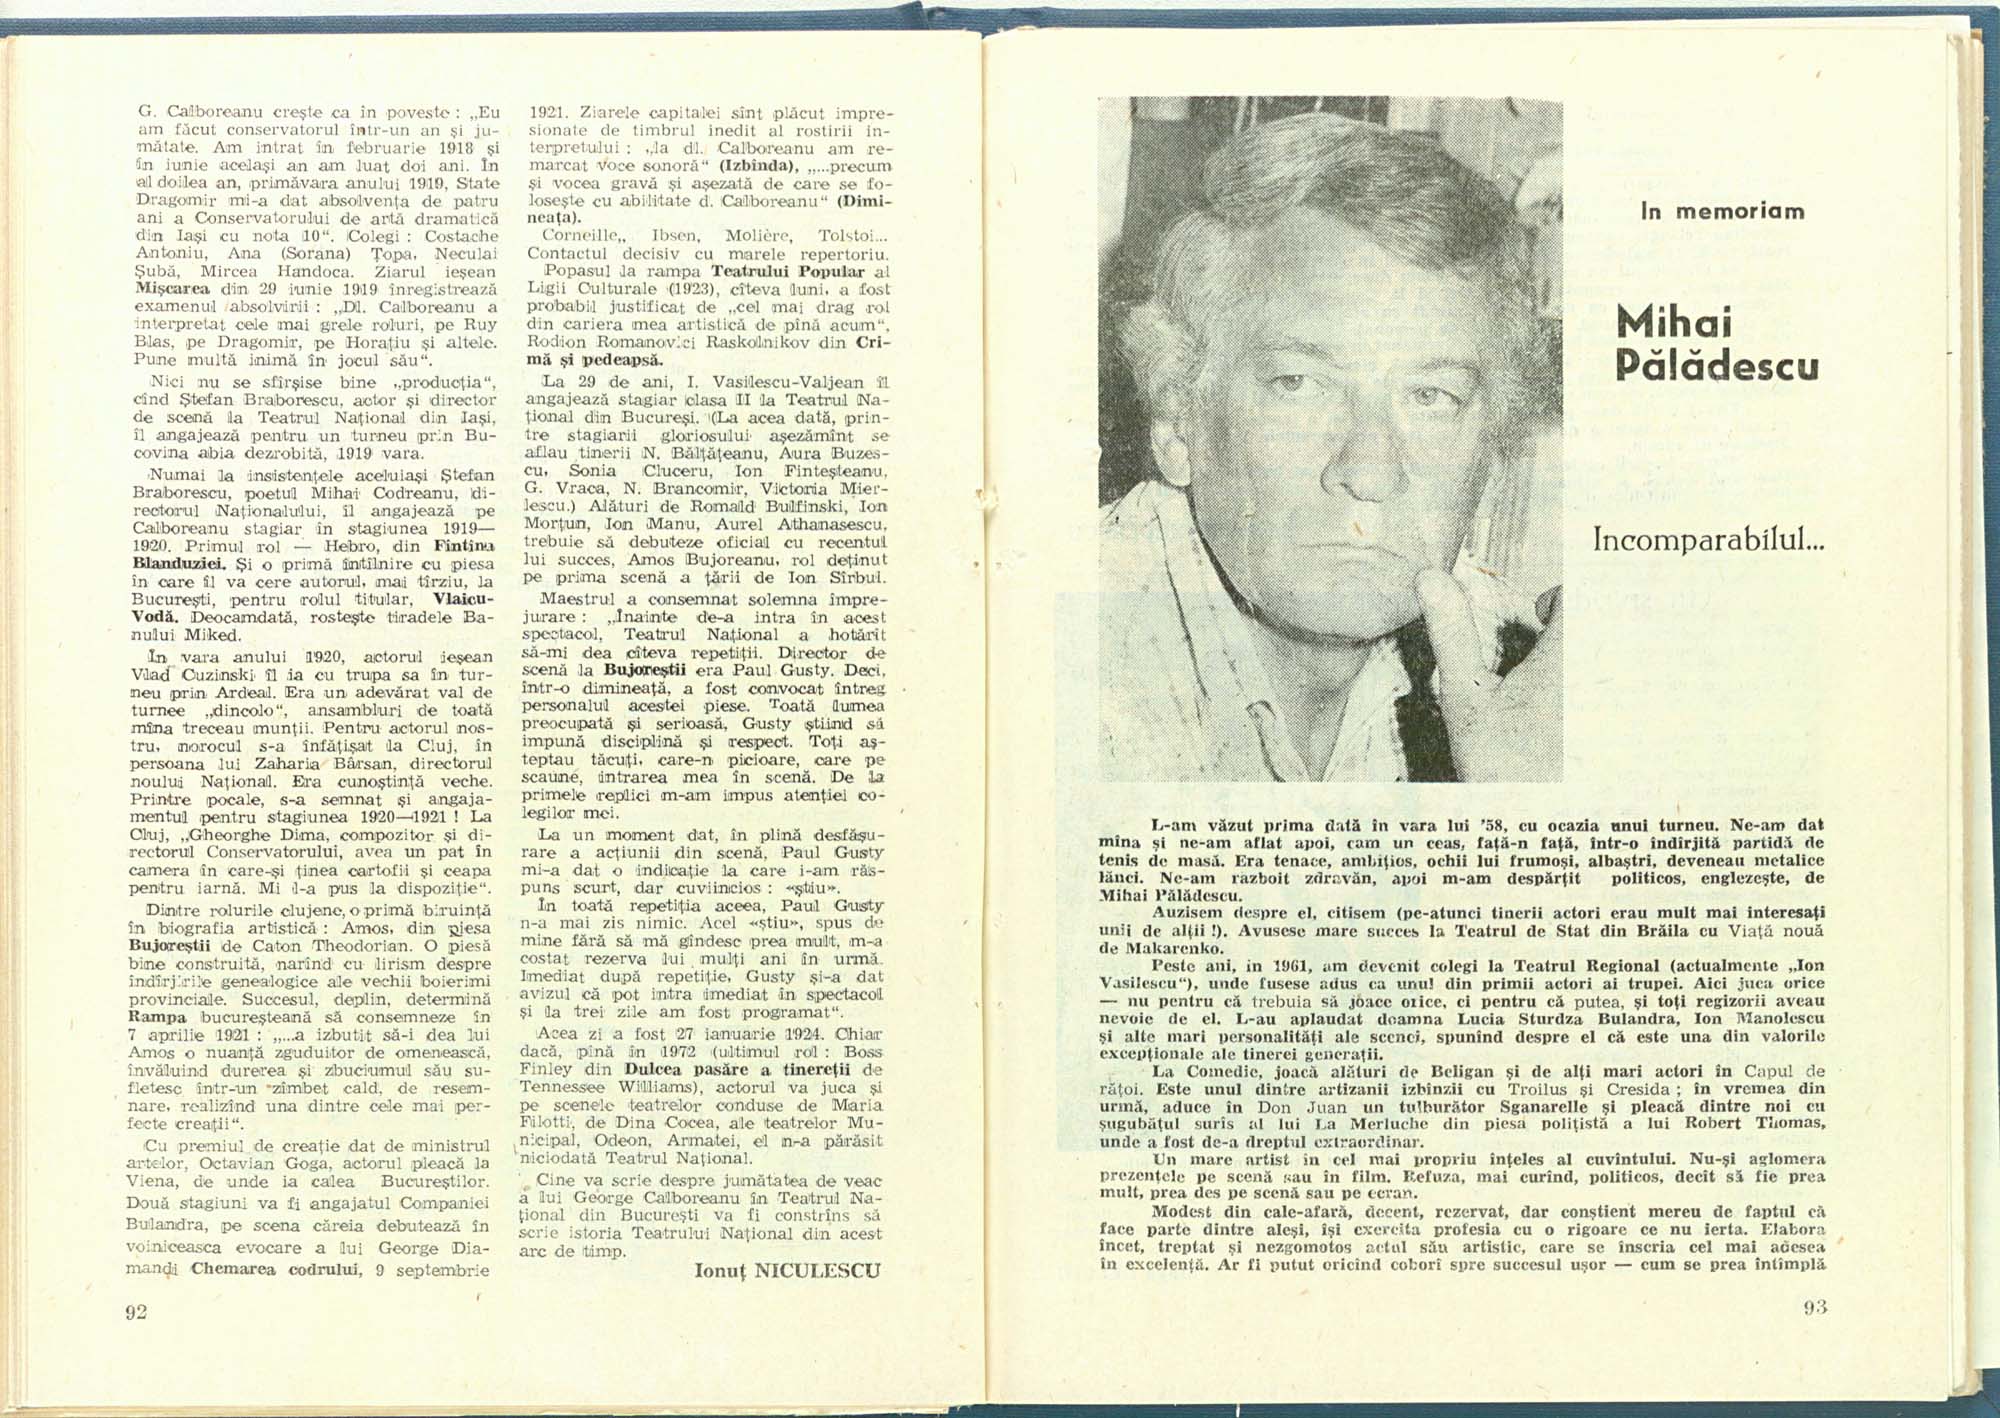 G. Calboreanu crește ca în poveste : „Eu
am făcut conservatorul într-un an și ju-
mătate. Am intrat în februarie 1918 și
în iunie același an am luat doi ani. În
al doilea an, primăvara anului 1919, State
Dragomir mi-a dat absolvența de patru
ani a Conservatorului de artă dramatică
din Iași cu nota 10“. Colegi : Costache
Antoniu, Ana (Sorana) Țopa, Neculai
Șubă, Mircea Handoca. Ziarul ieșean
Mișcarea din 29 iunie 1919 înregistrează
examenul absolvirii : „Dl. Calboreanu a
interpretat cele mai grele roluri, pe Ruy
Blas, pe Dragomir, pe Horațiu și altele.
Pune multă inimă în jocul său“.
Nici nu se sfîrșise bine „producția“,
cînd Ștefan Braborescu, actor și director
de scenă la Teatrul Național din Iași,
îl angajează pentru un turneu prin Bu-
covina abia dezrobită, 1919 vara.
Numai la insistențele aceluiași Ștefan
Braborescu, poetul Mihai Codreanu, di-
rectorul Naționalului, îl angajează pe
Calboreanu stagiar în stagiunea 1919—
1920. Primul rol — Hebro, din Fîntîna
Blanduziei. Și o primă întîlnire cu piesa
în care îl va cere autorul, mai tîrziu, la
București, pentru rolul titular, Vlaicu-
Vodă. Deocamdată, rostește tiradele Ba-
nului Miked.
În vara anului 1920, actorul ieșean
Vlad Cuzinski îl ia cu trupa sa în tur-
neu prin Ardeal. Era un adevărat val de
turnee „dincolo“, ansambluri de toată
mîna treceau munții. Pentru actorul nos-
tru, norocul s-a înfățișat la Cluj, în
persoana lui Zaharia Bârsan, directorul
noului Național. Era cunoștință veche.
Printre pocale, s-a semnat și angaja-
mentul pentru stagiunea 1920—1921 ! La
Cluj, „Gheorghe Dima, compozitor și di-
rectorul Conservatorului, avea un pat în
camera în care-și ținea cartofii și ceapa
pentru iarnă. Mi l-a pus la dispoziție“.
Dintre rolurile clujene, o primă biruință
în biografia artistică : Amos, din piesa
Bujoreștii de Caton Theodorian. O piesă
bine construită, narînd cu lirism despre
îndîrjirile genealogice ale vechii boierimi
provinciale. Succesul, deplin, determină
Rampa bucureșteană să consemneze în
7 aprilie 1921 : „...a izbutit să-i dea lui
Amos o nuanță zguduitor de omenească,
învăluind durerea și zbuciumul său su-
fletesc într-un zîmbet cald, de resem-
nare, realizînd una dintre cele mai per-
fecte creații“.
Cu premiul de creație dat de ministrul
artelor, Octavian Goga, actorul pleacă la
Viena, de unde ia calea Bucureștilor.
Două stagiuni va fi angajatul Companiei
Bulandra, pe scena căreia debutează în
voiniceasca evocare a lui George Dia-
mandi Chemarea codrului, 9 septembrie
92
1921. Ziarele capitalei sînt plăcut impre-
sionate de timbrul inedit al rostirii in-
terpretului : „la dl. Calboreanu am re-
marcat voce sonoră“ (Izbînda), „...precum
și vocea gravă și așezată de care se fo-
losește cu abilitate d. Calboreanu“ (Dimi-
neața).
Corneille,, Ibsen, Molière, Tolstoi...
Contactul decisiv cu marele repertoriu.
Popasul la rampa Teatrului Popular al
Ligii Culturale (1923), cîteva luni, a fost
probabil justificat de „cel mai drag rol
din cariera mea artistică de pînă acum“,
Rodion Romanovici Raskolnikov din Cri-
mă și pedeapsă.
La 29 de ani, I. Vasilescu-Valjean îl
angajează stagiar clasa II la Teatrul Na-
țional din Bucureși. (La acea dată, prin-
tre stagiarii gloriosului așezămînt se
aflau tinerii N. Bălțățeanu, Aura Buzes-
cu, Sonia Cluceru, Ion Finteșteanu,
G. Vraca, N. Brancomir, Victoria Mier-
lescu.) Alături de Romald Bulfinski, Ion
Morțun, Ion Manu, Aurel Athanasescu,
trebuie să debuteze oficial cu recentul
lui succes, Amos Bujoreanu, rol deținut
pe prima scenă a țării de Ion Sîrbul.
Maestrul a consemnat solemna împre-
jurare : „Înainte de-a intra în acest
spectacol, Teatrul Național a hotărît
să-mi dea cîteva repetiții. Director de
scenă la Bujoreștii era Paul Gusty. Deci,
într-o dimineață, a fost convocat întreg
personalul acestei piese. Toată lumea
preocupată și serioasă, Gusty știind să
impună disciplină și respect. Toți aș-
teptau tăcuți, care-n picioare, care pe
scaune, intrarea mea în scenă. De la
primele replici m-am impus atenției co-
legilor mei.
La un moment dat, în plină desfășu-
rare a acțiunii din scenă, Paul Gusty
mi-a dat o indicație la care i-am răs-
puns scurt, dar cuviincios : «știu».
În toată repetiția aceea, Paul Gusty
n-a mai zis nimic. Acel «știu», spus de
mine fără să mă gîndesc prea mult, m-a
costat rezerva lui mulți ani în urmă.
Imediat după repetiție, Gusty și-a dat
avizul că pot intra imediat în spectacol
și la trei zile am fost programat“.
Acea zi a fost 27 ianuarie 1924. Chiar
dacă, pînă în 1972 (ultimul rol : Boss
Finley din Dulcea pasăre a tinereții de
Tennessee Williams), actorul va juca și
pe scenele teatrelor conduse de Maria
Filotti, de Dina Cocea, ale teatrelor Mu-
nicipal, Odeon, Armatei, el n-a părăsit
niciodată Teatrul Național.
Cine va scrie despre jumătatea de veac
a lui George Calboreanu în Teatrul Na-
țional din București va fi constrîns să
scrie istoria Teatrului Național din acest
arc de timp.
Ionuț NICULESCU
In memoriam
Mihai
Pălădescu
Incomparabilul...
L-am văzut prima dată în vara lui ’58, cu ocazia unui turneu. Ne-am dat
mîna și ne-am aflat apoi, cam un ceas, față-n față, într-o îndîrjită partidă de
tenis de masă. Era tenace, ambițios, ochii lui frumoși, albaștri, deveneau metalice
lănci. Ne-am razboit zdravăn, apoi m-am despărțit politicos, englezește, de
Mihai Pălădescu.
Auzisem despre el, citisem (pe-atunci tinerii actori erau mult mai interesați
unii de alții !). Avusese mare succes la Teatrul de Stat din Brăila cu Viață nouă
de Makarenko.
Peste ani, in 1961, am devenit colegi la Teatrul Regional (actualmente „Ion
Vasilescu“), unde fusese adus ca unul din primii actori ai trupei. Aici juca orice
— nu pentru că trebuia să joace orice, ci pentru că putea, și toți regizorii aveau
nevoie de el. L-au aplaudat doamna Lucia Sturdza Bulandra, Ion Manolescu
și alte mari personalități ale scenei, spunînd despre el că este una din valorile
excepționale ale tinerei generații.
La Comedie, joacă alături de Beligan și de alți mari actori în Capul de
rățoi. Este unul dintre artizanii izbînzii cu Troilus și Cresida ; în vremea din
urmă, aduce în Don Juan un tulburător Sganarelle și pleacă dintre noi cu
șugubățul surîs al lui La Merluche din piesa polițistă a lui Robert Thomas,
unde a fost de-a dreptul extraordinar.
Un mare artist în cel mai propriu înțeles al cuvîntului. Nu-și aglomera
prezențele pe scenă sau în film. Refuza, mai curînd, politicos, decît să fie prea
mult, prea des pe scenă sau pe ecran.
Modest din cale-afară, decent, rezervat, dar conștient mereu de faptul că
face parte dintre aleși, își exercita profesia cu o rigoare ce nu ierta. Elabora
încet, treptat și nezgomotos actul său artistic, care se înscria cel mai adesea
în excelență. Ar fi putut oricînd coborî spre succesul ușor — cum se prea întîmplă
93